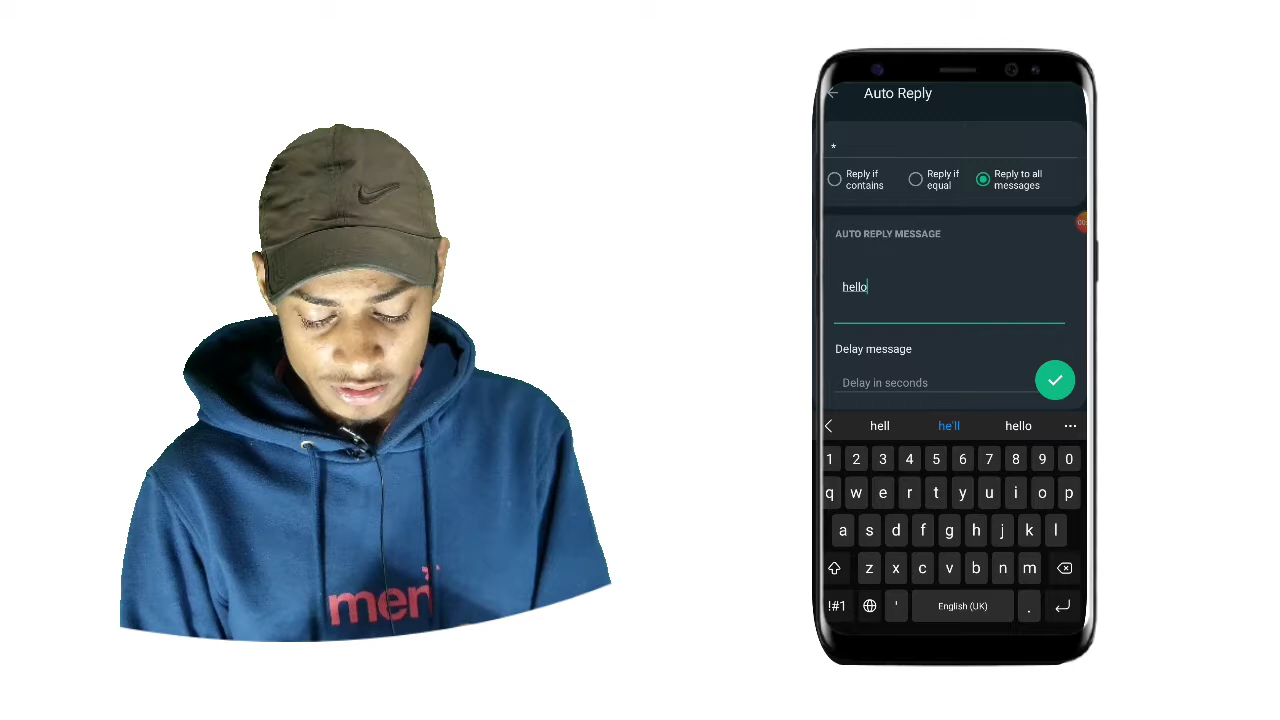 Auto Reply
*
Reply if
contains
Reply if
equal
Reply to all
messages
AUTO REPLY MESSAGE
hello
Delay message
Delay in seconds
hell he'll hello
1 2 3 4 5 6 7 8 9 0
q w e r t y u i o p
a s d f g h j k l
z x c v b n m
!#1 ' English (UK) .
men*